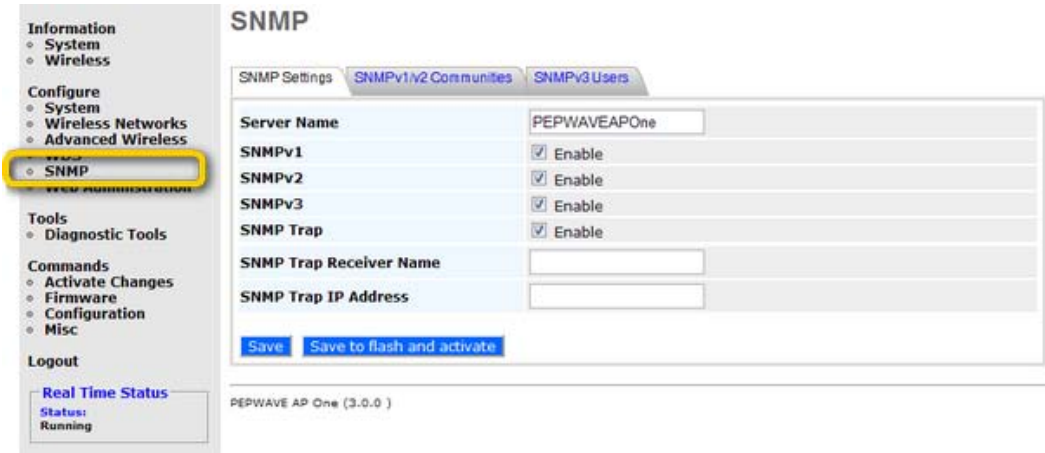 Information
System
Wireless
Configure
System
Wireless Networks
Advanced Wireless
WDS
SNMP
Web Administration
Tools
Diagnostic Tools
Commands
Activate Changes
Firmware
Configuration
Misc
Logout
Real Time Status
Status:
Running
SNMP
SNMP Settings SNMPv1/v2 Communities SNMPv3 Users
Server Name PEPWAVEAPOne
SNMPv1 Enable
SNMPv2 Enable
SNMPv3 Enable
SNMP Trap Enable
SNMP Trap Receiver Name
SNMP Trap IP Address
Save Save to flash and activate
PEPWAVE AP One (3.0.0 )